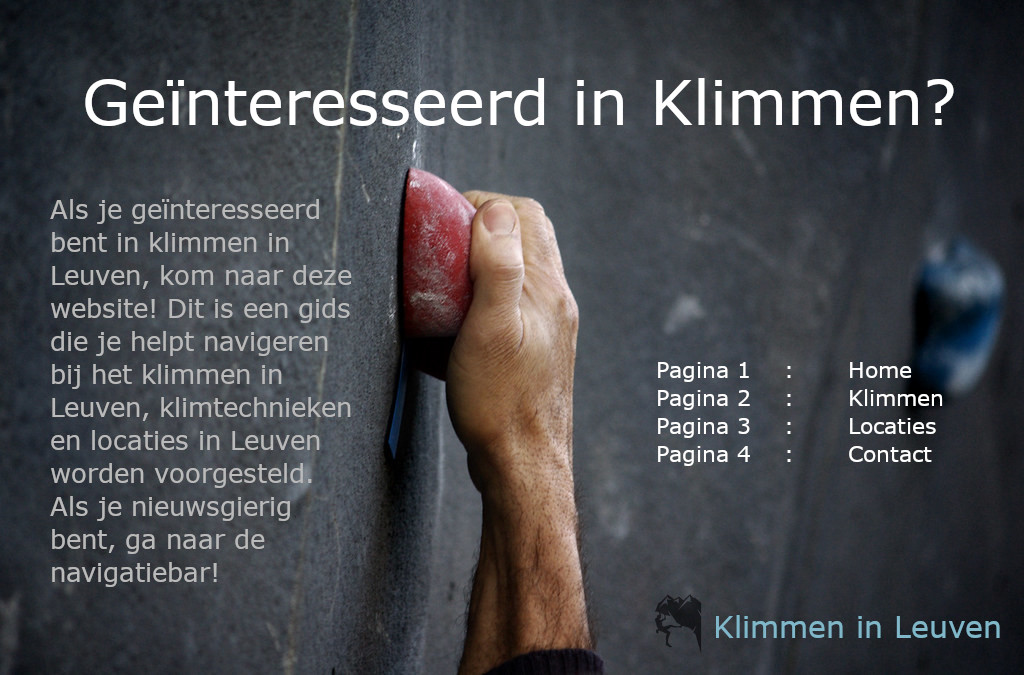 Geïnteresseerd in Klimmen?
Als je geïnteresseerd
bent in klimmen in
Leuven, kom naar deze
website! Dit is een gids
die je helpt navigeren
bij het klimmen in
Leuven, klimtechnieken
en locaties in Leuven
worden voorgesteld.
Als je nieuwsgierig
bent, ga naar de
navigatiebar!
Pagina 1 : Home
Pagina 2 : Klimmen
Pagina 3 : Locaties
Pagina 4 : Contact
Klimmen in Leuven